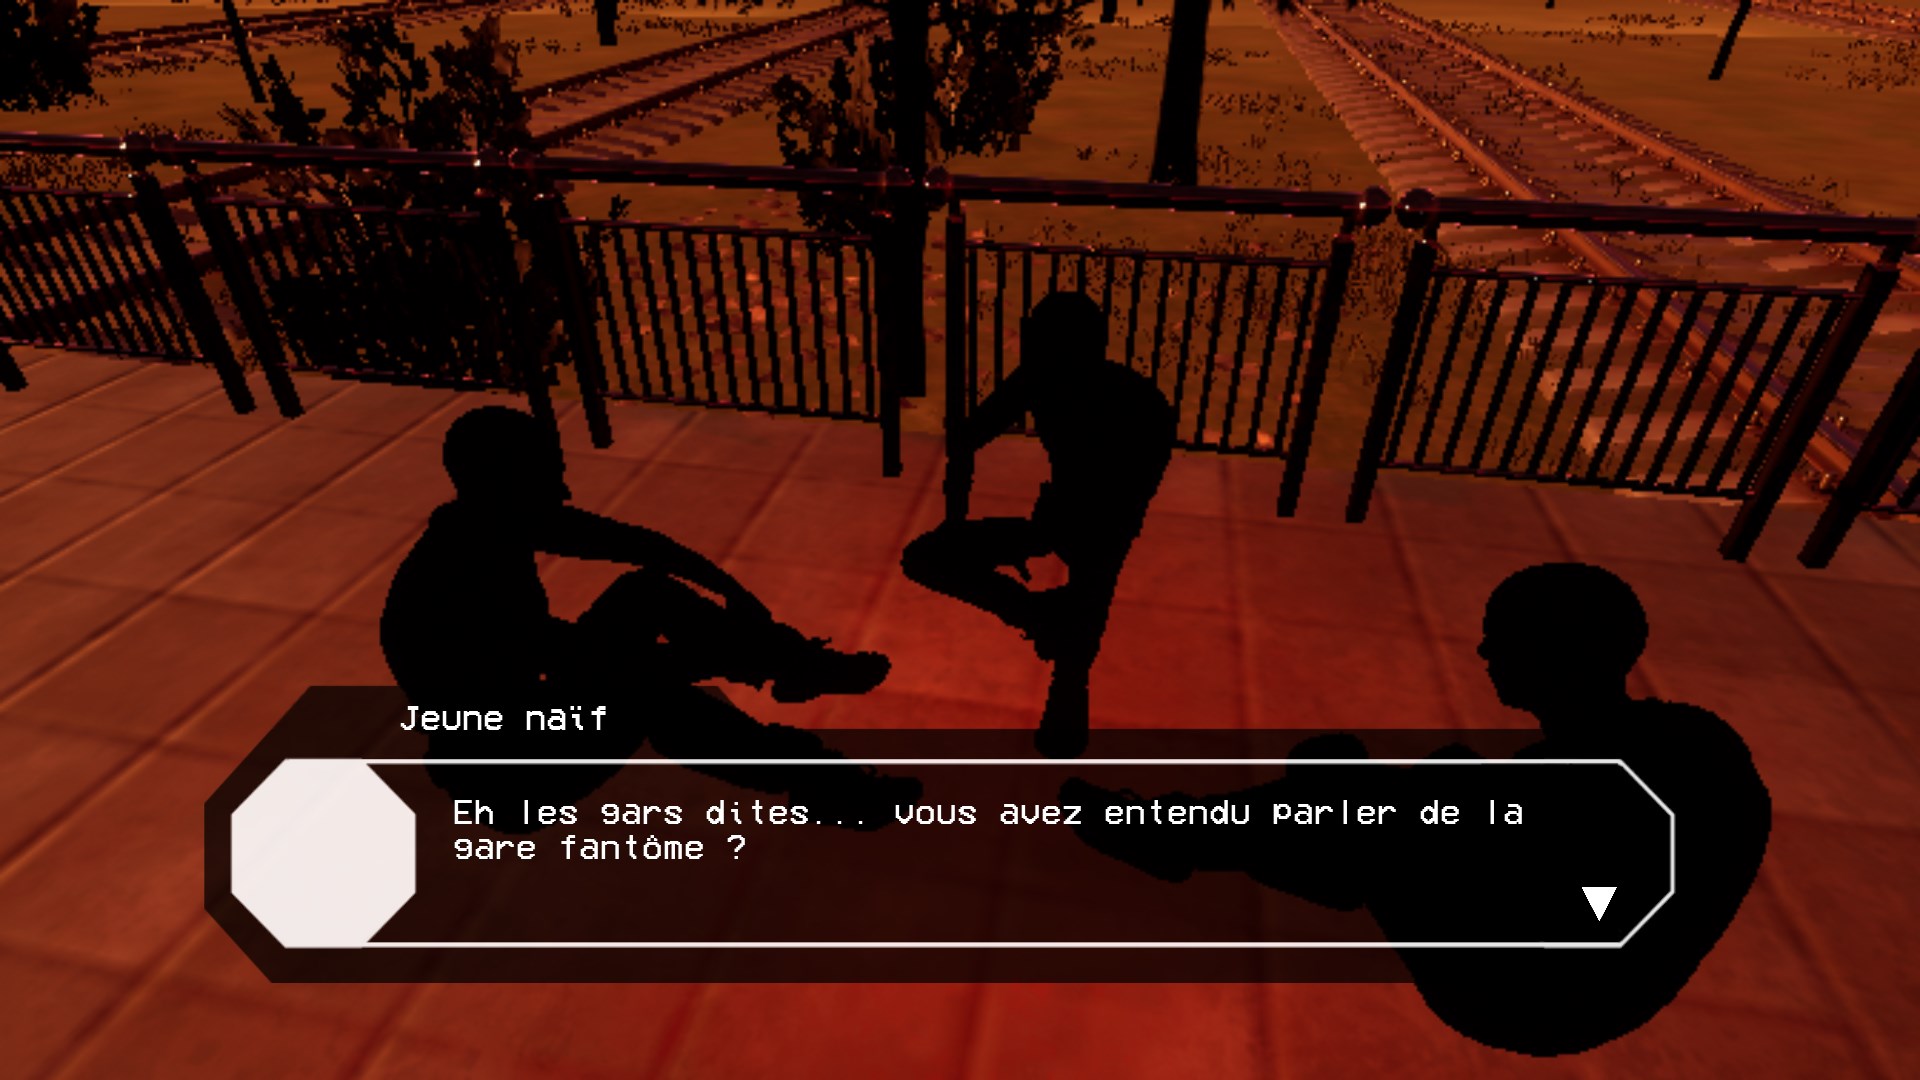 Jeune naïf
Eh les gars dites... vous avez entendu parler de la
gare fantôme ?